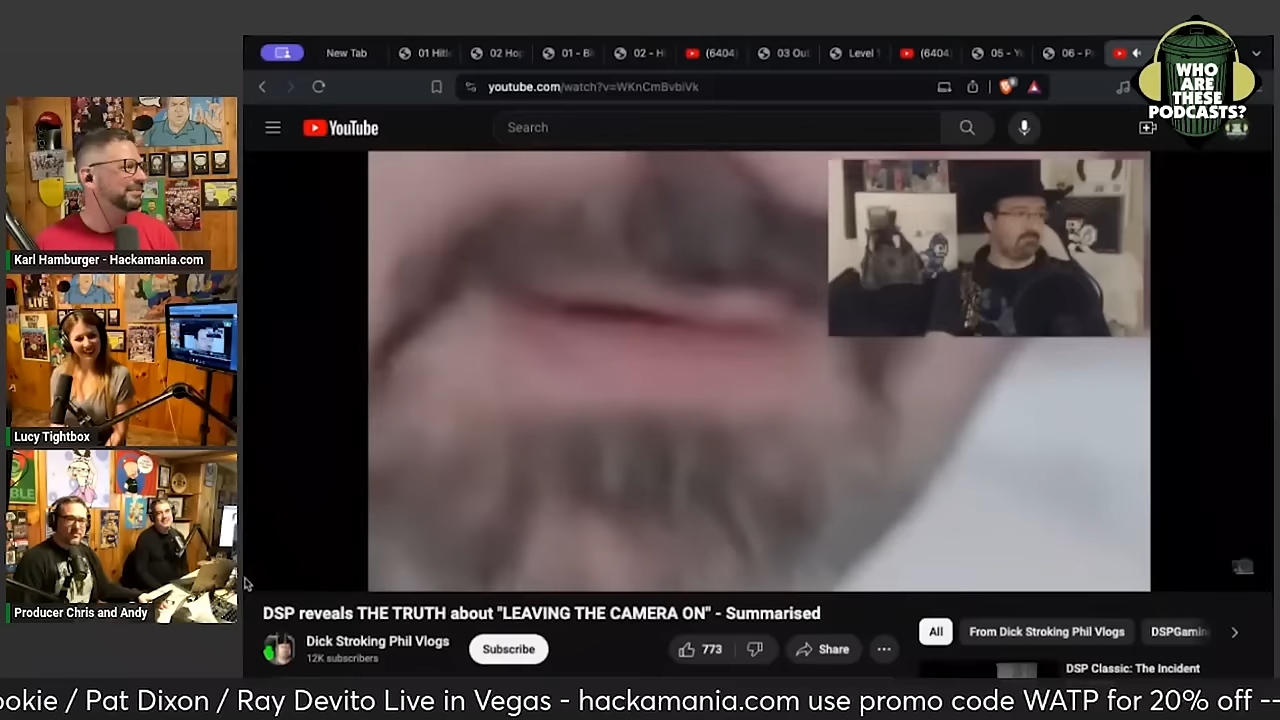 New Tab
01 Hitl
02 Hop
01 - B
02 - H
(6404
03 Ou
Level
(6404
05 - Y
06 - P
youtube.com/watch?v=WKnCmBvbiVk
WHO
ARE
THESE
PODCASTS?
YouTube
Search
Karl Hamburger - Hackamania.com
Lucy Tightbox
Producer Chris and Andy
DSP reveals THE TRUTH about "LEAVING THE CAMERA ON" - Summarised
Dick Stroking Phil Vlogs
12K subscribers
Subscribe
773
Share
All
From Dick Stroking Phil Vlogs
DSPGamin
DSP Classic: The Incident
ookie / Pat Dixon / Ray Devito Live in Vegas - hackamania.com use promo code WATP for 20% off --